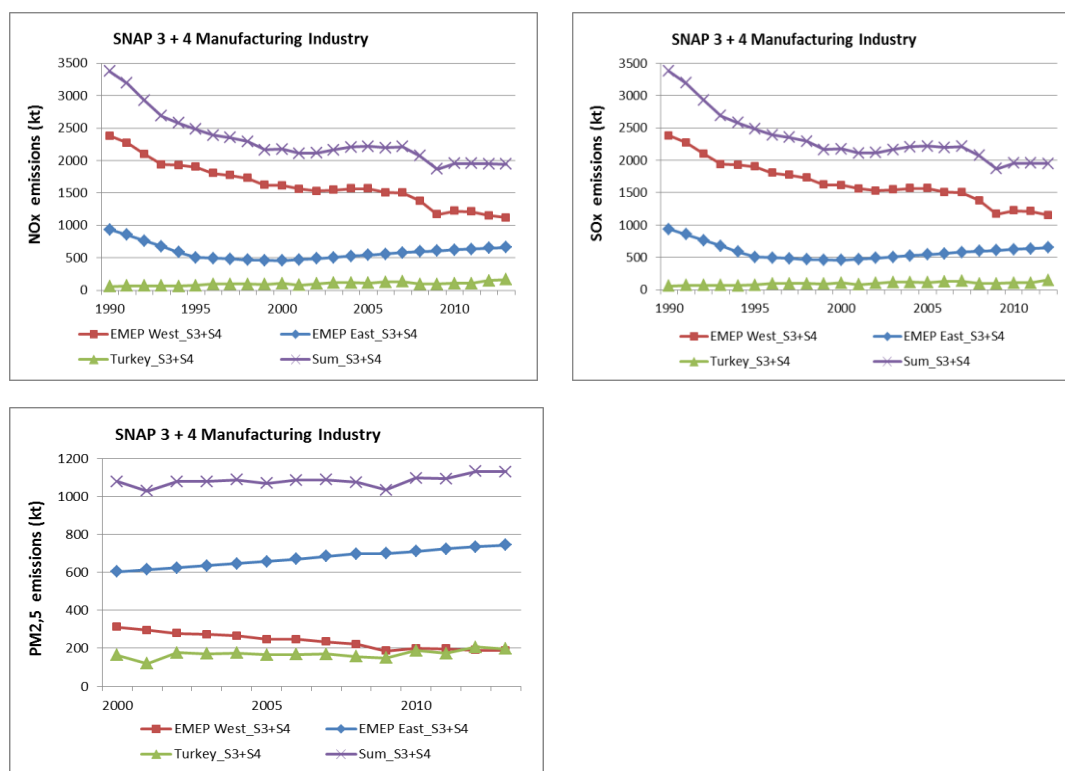 SNAP 3 + 4 Manufacturing Industry
NOx emissions (kt)
3500
3000
2500
2000
1500
1000
500
0
1990 1995 2000 2005 2010
EMEP West_S3+S4 EMEP East_S3+S4
Turkey_S3+S4 Sum_S3+S4
SNAP 3 + 4 Manufacturing Industry
SOx emissions (kt)
3500
3000
2500
2000
1500
1000
500
0
1990 1995 2000 2005 2010
EMEP West_S3+S4 EMEP East_S3+S4
Turkey_S3+S4 Sum_S3+S4
SNAP 3 + 4 Manufacturing Industry
PM2,5 emissions (kt)
1200
1000
800
600
400
200
0
2000 2005 2010
EMEP West_S3+S4 EMEP East_S3+S4
Turkey_S3+S4 Sum_S3+S4